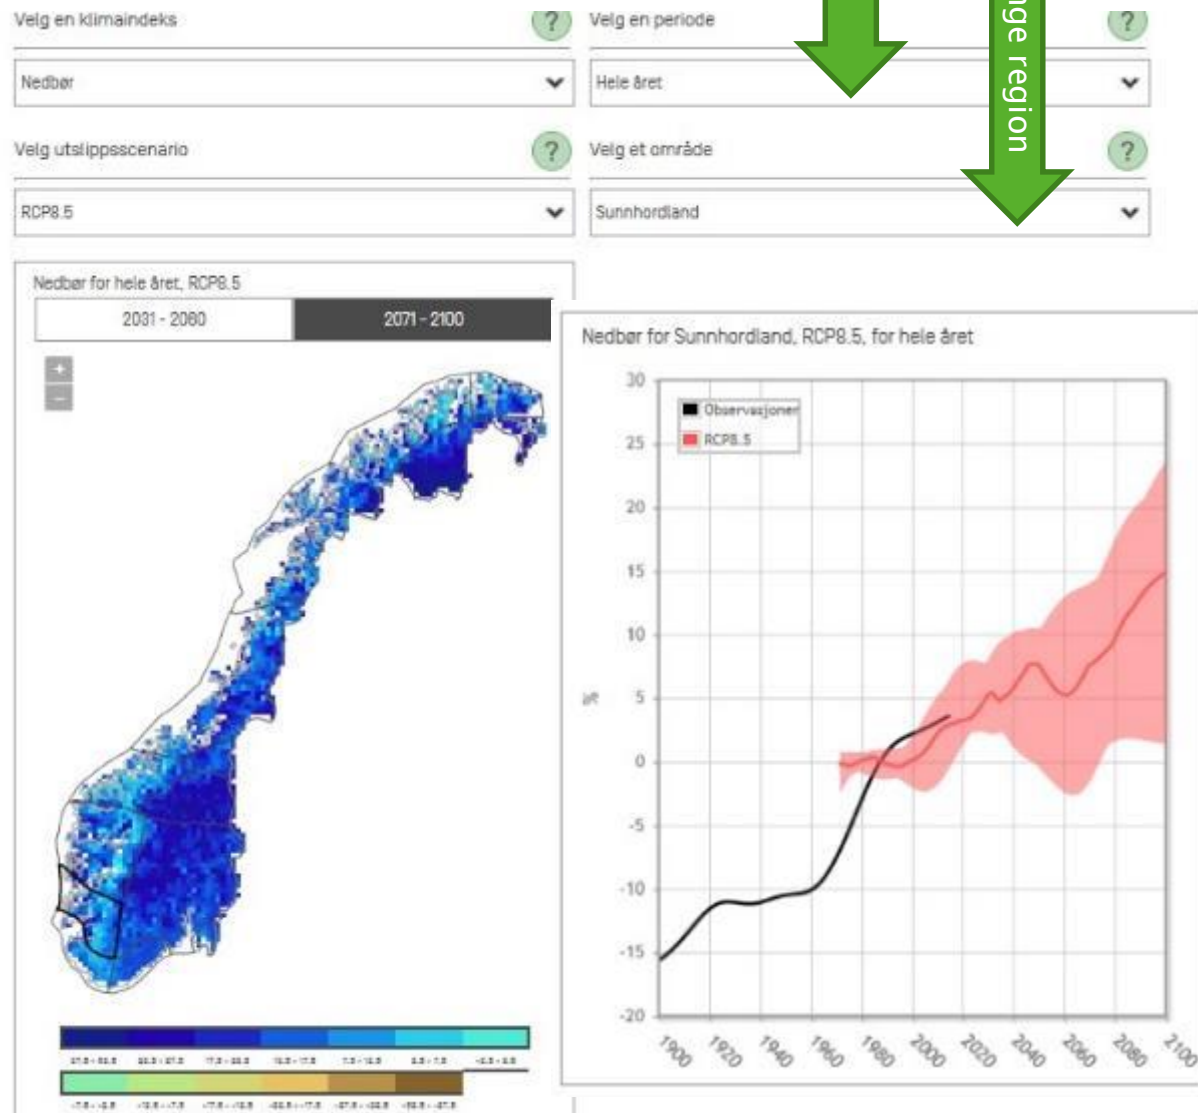 Velg en klimaindeks
?
Nedbør
Velg en periode
?
Hele året
nge region
Velg utslippsscenario
?
RCP8.5
Velg et område
?
Sunnhordland
Nedbør for hele året, RCP8.5
2031 - 2060
2071 - 2100
+
-
Nedbør for Sunnhordland, RCP8.5, for hele året
Observasjoner
RCP8.5
%
30
25
20
15
10
5
0
-5
-10
-15
-20
1900
1920
1940
1960
1980
2000
2020
2040
2060
2080
2100